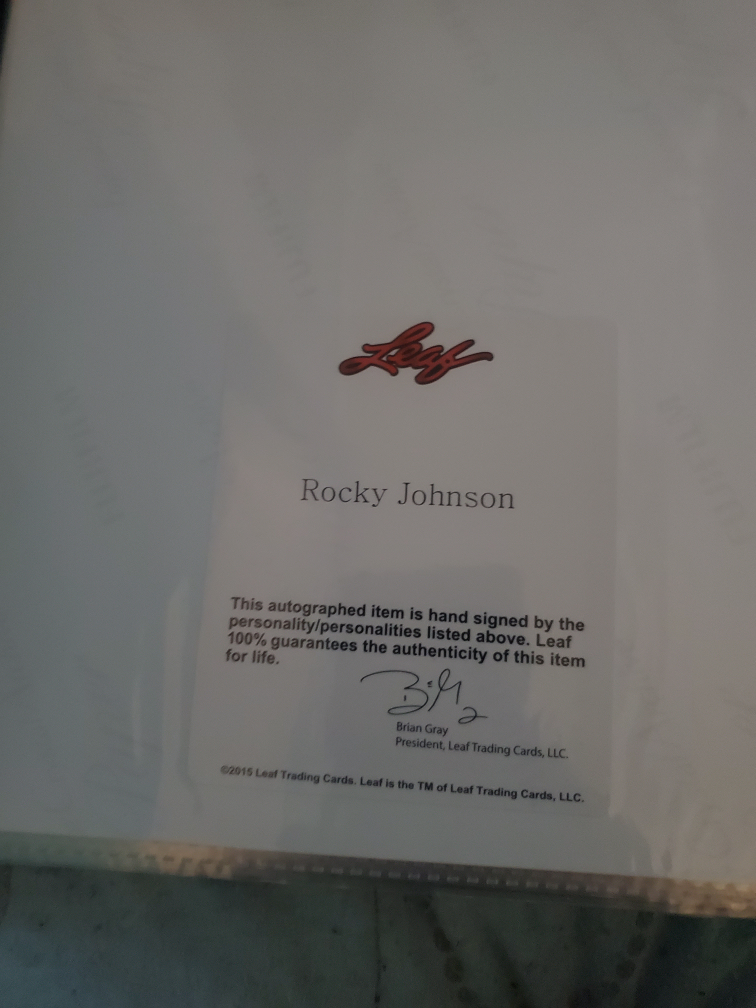 Leaf
Rocky Johnson
This autographed item is hand signed by the
personality/personalities listed above. Leaf
100% guarantees the authenticity of this item
for life.
Brian Gray
President, Leaf Trading Cards, LLC.
©2015 Leaf Trading Cards. Leaf is the TM of Leaf Trading Cards, LLC.